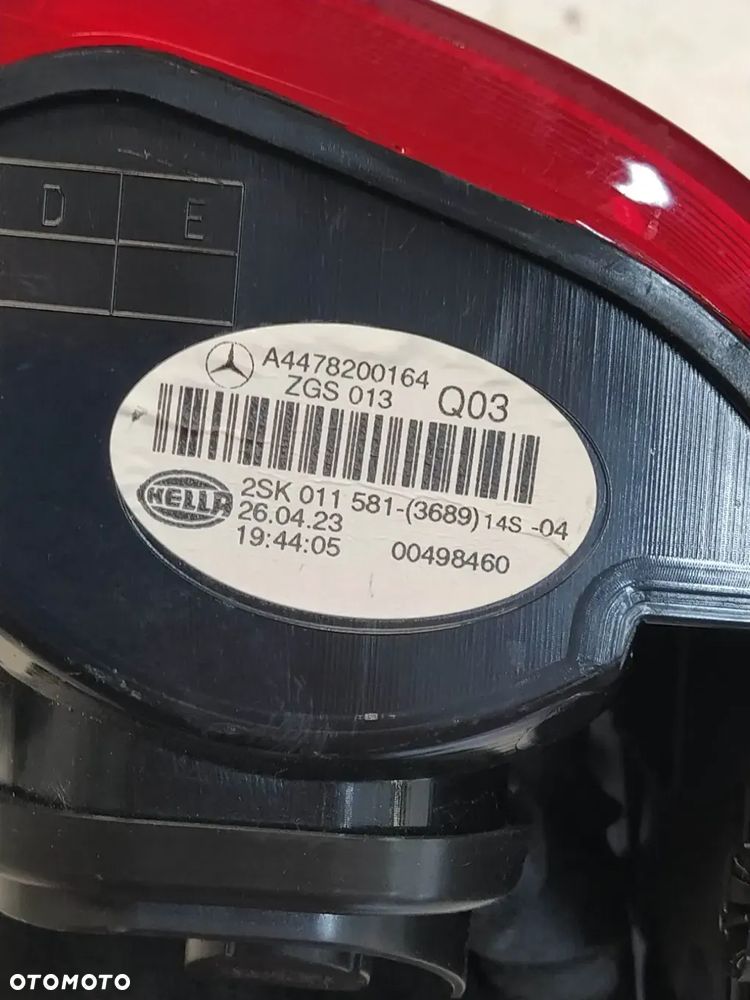 D E
A4478200164
ZGS 013 Q03
HELLA
2SK 011 581-(3689) 14S -04
26.04.23
19:44:05 00498460
OTOMOTO